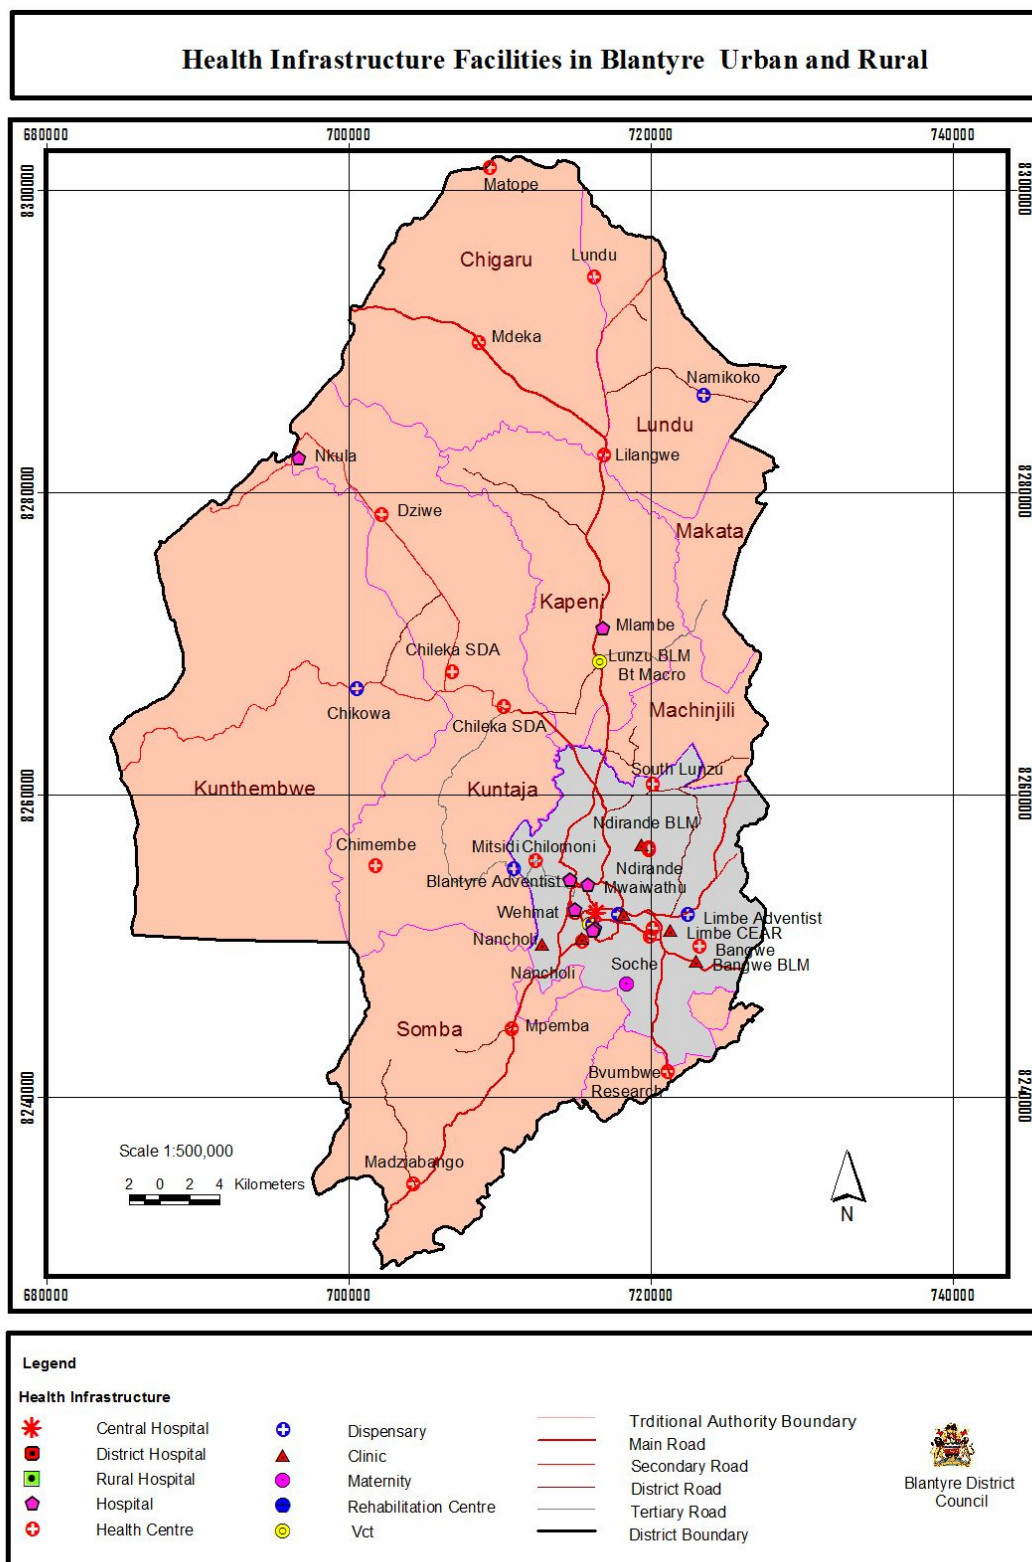 Health Infrastructure Facilities in Blantyre Urban and Rural
680000
700000
720000
740000
8300000
8300000
Matope
Chigaru
Lundu
Mdeka
Namikoko
Lundu
Nkula
Lilangwe
8280000
8280000
Dziwe
Makata
Kapeni
Mlambe
Chileka SDA
Lunzu BLM
Bt Macro
Chikowa
Machinjili
Chileka SDA
South Lunzu
Kunthembwe
Kuntaja
8260000
8260000
Ndirande BLM
Chimembe
Mitsidi
Chilomoni
Ndirande
Blantyre Adventist
Mwaiwathu
Wehmat
Limbe Adventist
Limbe CEAR
Nancholi
Bangwe
Bangwe BLM
Nancholi
Soche
Somba
Mpemba
Bvumbwe
Research
8240000
8240000
Scale 1:500,000
Madziabango
2 0 2 4 Kilometers
N
680000
700000
720000
740000
Legend
Health Infrastructure
Central Hospital
District Hospital
Rural Hospital
Hospital
Health Centre
Dispensary
Clinic
Maternity
Rehabilitation Centre
Vct
Trditional Authority Boundary
Main Road
Secondary Road
District Road
Tertiary Road
District Boundary
Blantyre District
Council